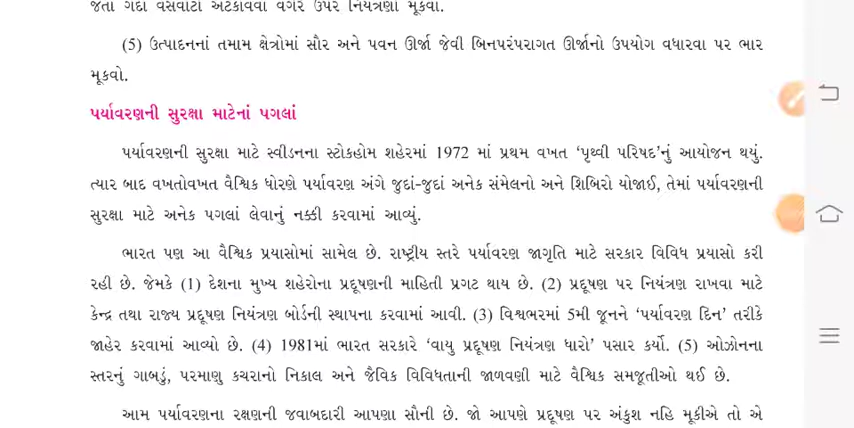 જતા ગંદા વસવાટો અટકાવવા વગેરે ઉપર નિયંત્રણો મૂકવો.
(5) ઉત્પાદનનાં તમામ ક્ષેત્રોમાં સૌર અને પવન ઊર્જા જેવી બિનપરંપરાગત ઊર્જાનો ઉપયોગ વધારવા પર ભાર
મૂકવો.
પર્યાવરણની સુરક્ષા માટેનાં પગલાં
પર્યાવરણની સુરક્ષા માટે સ્વીડનના સ્ટોકહોમ શહેરમાં 1972 માં પ્રથમ વખત ‘પૃથ્વી પરિષદ’નું આયોજન થયું.
ત્યાર બાદ વખતોવખત વૈશ્વિક ધોરણે પર્યાવરણ અંગે જુદાં-જુદાં અનેક સંમેલનો અને શિબિરો યોજાઈ, તેમાં પર્યાવરણની
સુરક્ષા માટે અનેક પગલાં લેવાનું નક્કી કરવામાં આવ્યું.
ભારત પણ આ વૈશ્વિક પ્રયાસોમાં સામેલ છે. રાષ્ટ્રીય સ્તરે પર્યાવરણ જાગૃતિ માટે સરકાર વિવિધ પ્રયાસો કરી
રહી છે. જેમકે (1) દેશના મુખ્ય શહેરોના પ્રદૂષણની માહિતી પ્રગટ થાય છે. (2) પ્રદૂષણ પર નિયંત્રણ રાખવા માટે
કેન્દ્ર તથા રાજ્ય પ્રદૂષણ નિયંત્રણ બોર્ડની સ્થાપના કરવામાં આવી. (3) વિશ્વભરમાં 5મી જૂનને ‘પર્યાવરણ દિન’ તરીકે
જાહેર કરવામાં આવ્યો છે. (4) 1981માં ભારત સરકારે ‘વાયુ પ્રદૂષણ નિયંત્રણ ધારો’ પસાર કર્યો. (5) ઓઝોનના
સ્તરનું ગાબડું, પરમાણુ કચરાનો નિકાલ અને જૈવિક વિવિધતાની જાળવણી માટે વૈશ્વિક સમજૂતીઓ થઈ છે.
આમ પર્યાવરણના રક્ષણની જવાબદારી આપણા સૌની છે. જો આપણે પ્રદૂષણ પર અંકુશ નહિ મૂકીએ તો એ